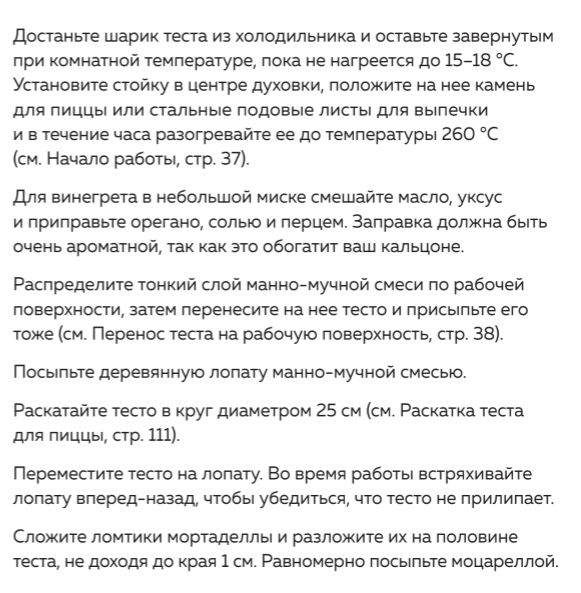 Достаньте шарик теста из холодильника и оставьте завернутым
при комнатной температуре, пока не нагреется до 15–18 °C.
Установите стойку в центре духовки, положите на нее камень
для пиццы или стальные подовые листы для выпечки
и в течение часа разогревайте ее до температуры 260 °C
(см. Начало работы, стр. 37).
Для винегрета в небольшой миске смешайте масло, уксус
и приправьте орегано, солью и перцем. Заправка должна быть
очень ароматной, так как это обогатит ваш кальцоне.
Распределите тонкий слой манно-мучной смеси по рабочей
поверхности, затем перенесите на нее тесто и присыпьте его
тоже (см. Перенос теста на рабочую поверхность, стр. 38).
Посыпьте деревянную лопату манно-мучной смесью.
Раскатайте тесто в круг диаметром 25 см (см. Раскатка теста
для пиццы, стр. 111).
Переместите тесто на лопату. Во время работы встряхивайте
лопату вперед-назад, чтобы убедиться, что тесто не прилипает.
Сложите ломтики мортаделлы и разложите их на половине
теста, не доходя до края 1 см. Равномерно посыпьте моцареллой.